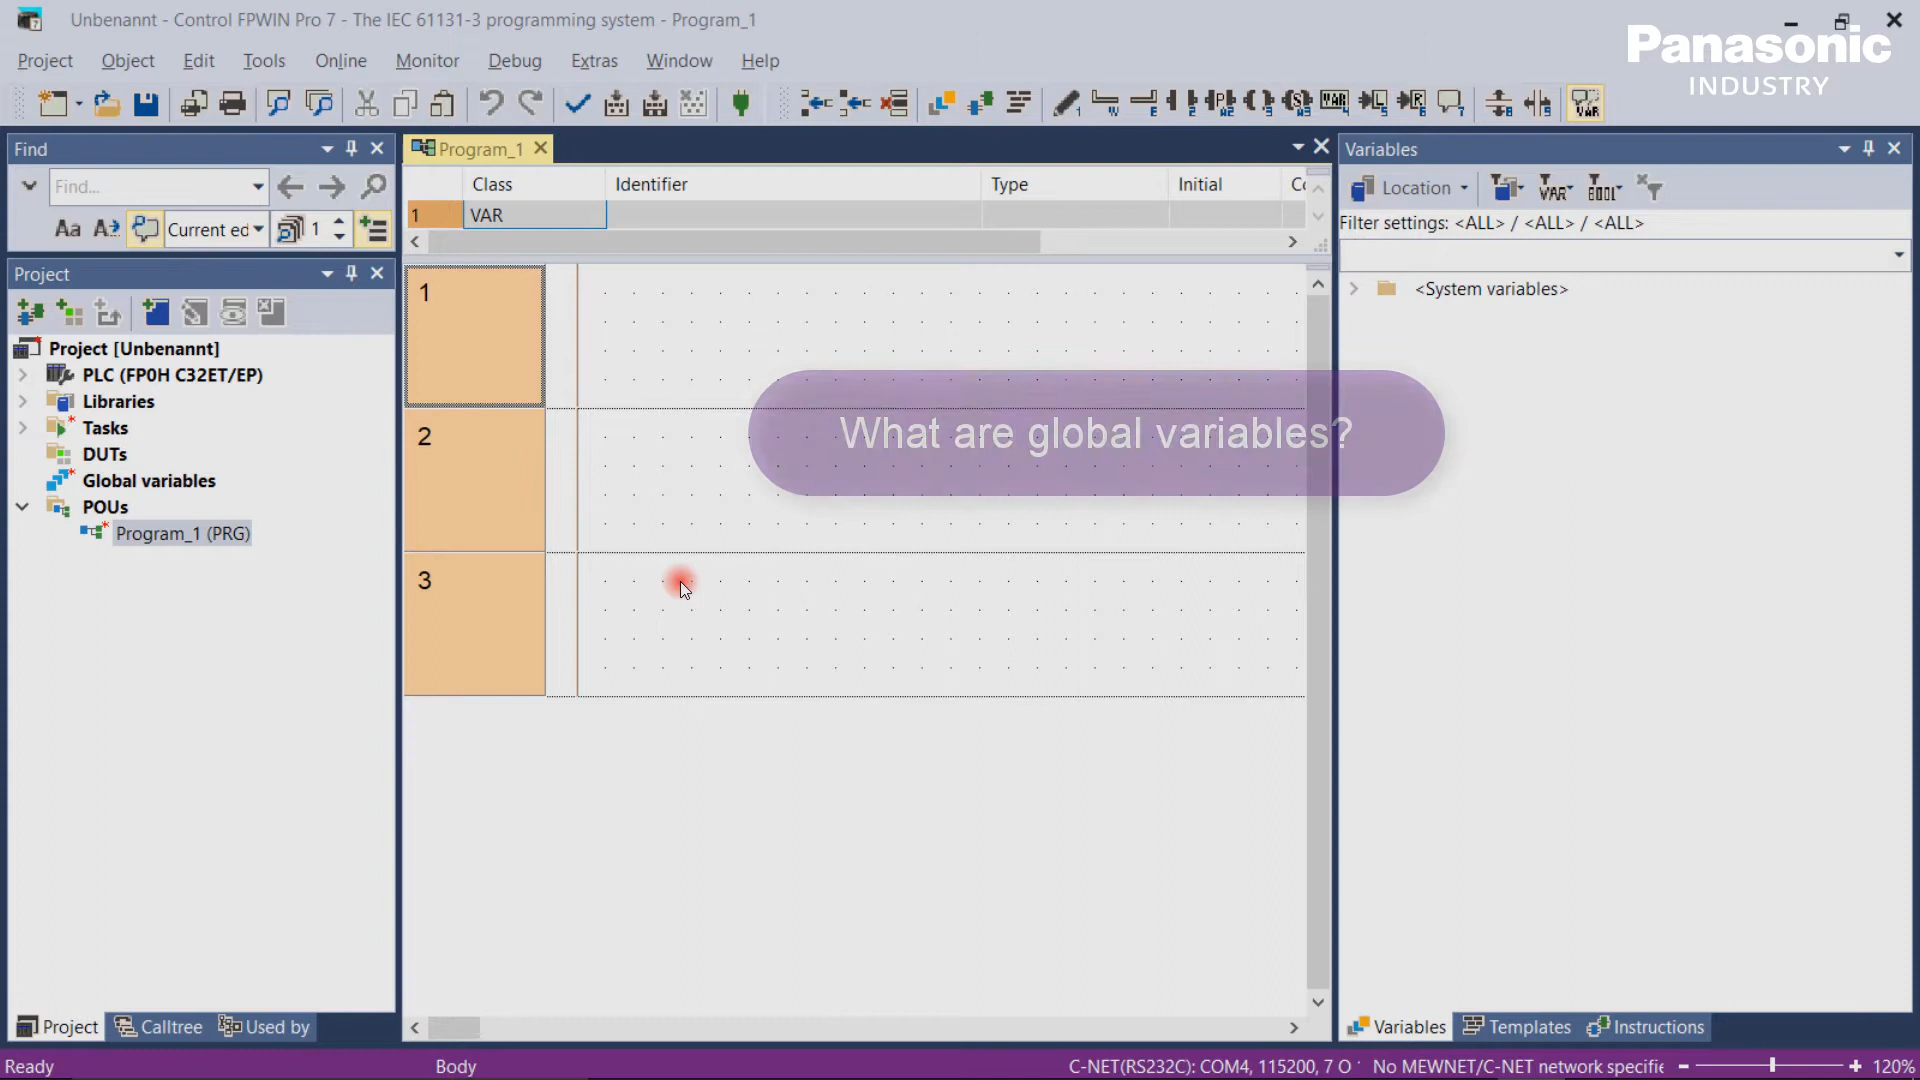 Unbenannt - Control FPWIN Pro 7 - The IEC 61131-3 programming system - Program_1
Panasonic
INDUSTRY
Project Object Edit Tools Online Monitor Debug Extras Window Help
Find
Find...
Current ed
1
Project
Project [Unbenannt]
PLC (FP0H C32ET/EP)
Libraries
Tasks
DUTs
Global variables
POUs
Program_1 (PRG)
Project Calltree Used by
Program_1
Class Identifier Type Initial
1 VAR
1
2
3
What are global variables?
Variables
Location
Filter settings: <ALL> / <ALL> / <ALL>
<System variables>
Variables Templates Instructions
Ready Body C-NET(RS232C): COM4, 115200, 7 O No MEWNET/C-NET network specifie 120%